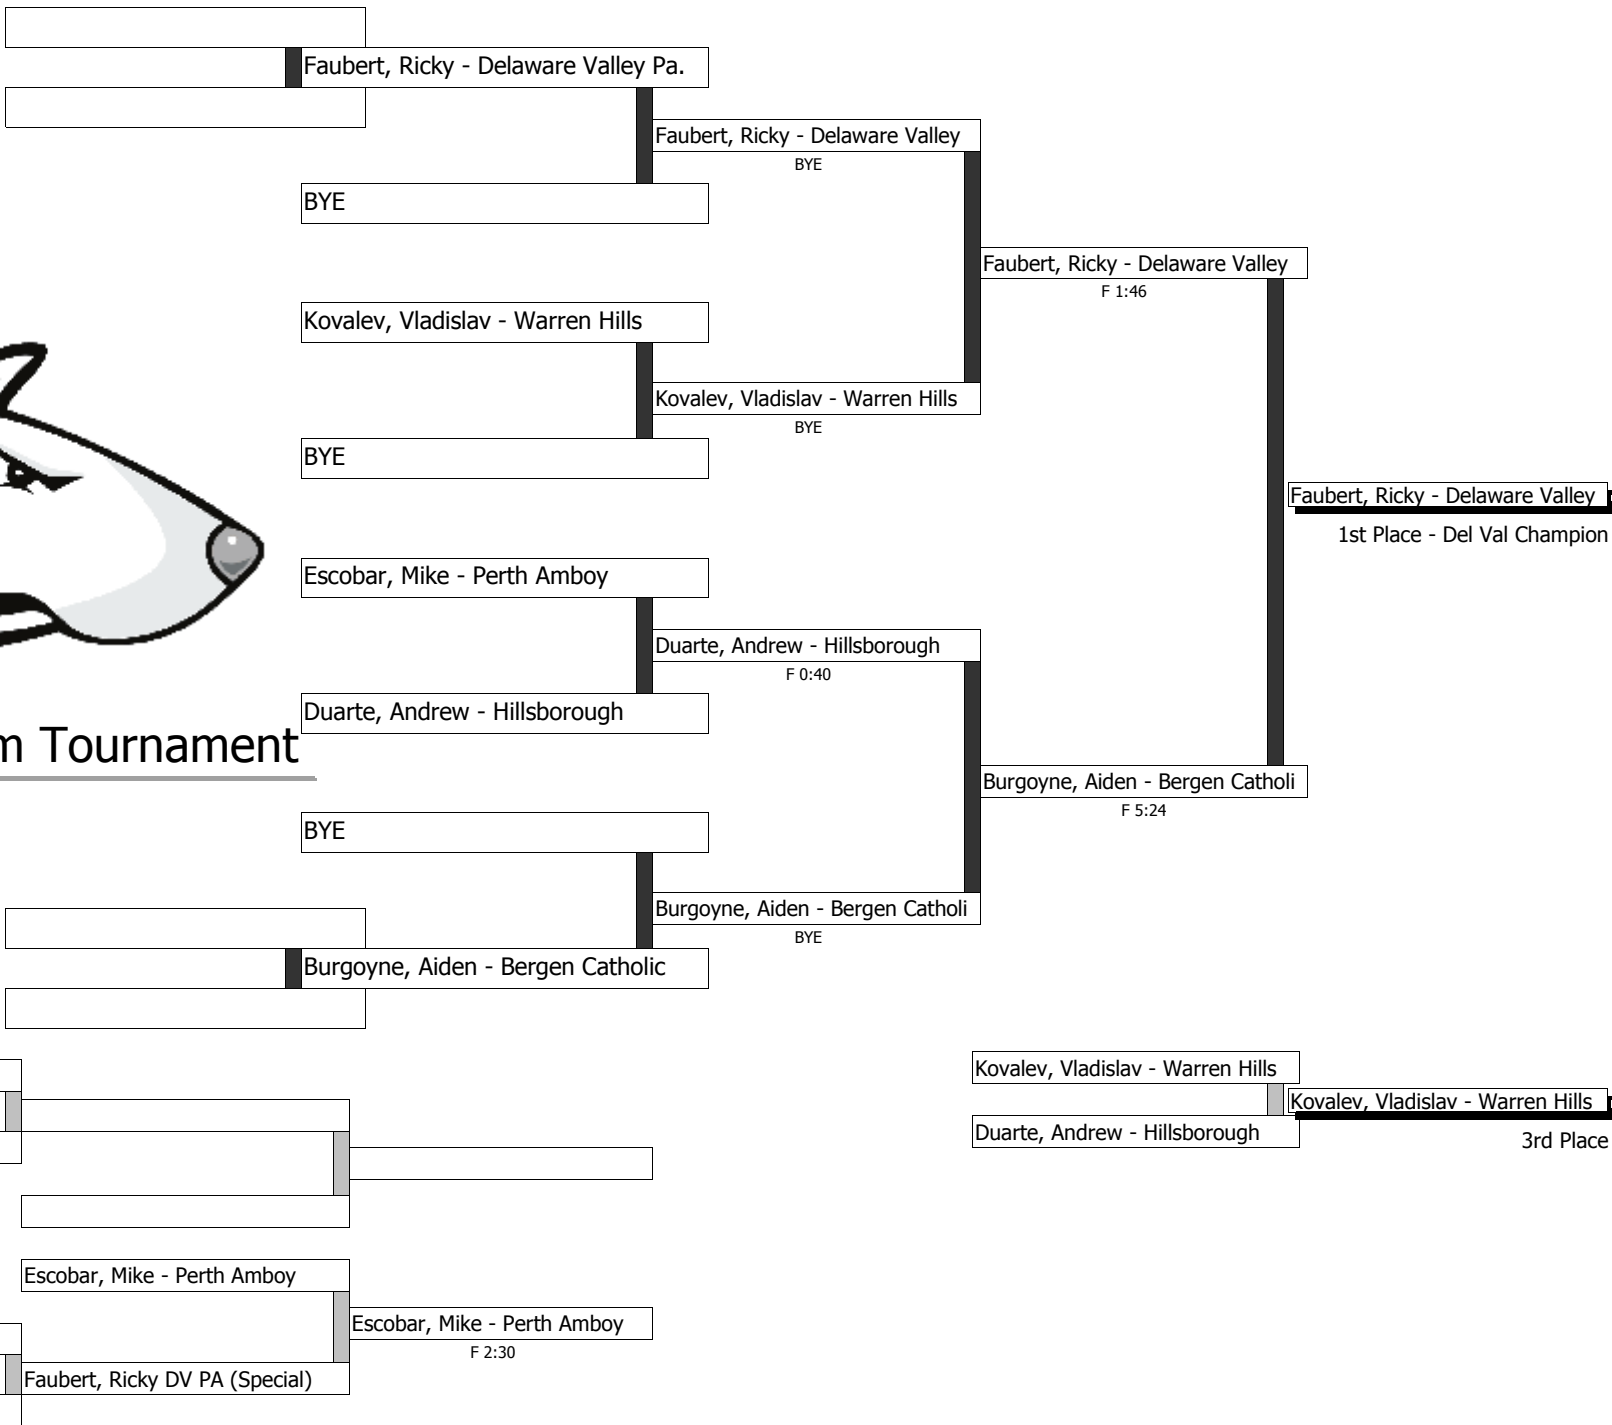 Faubert, Ricky - Delaware Valley Pa.
Faubert, Ricky - Delaware Valley
BYE
BYE
Faubert, Ricky - Delaware Valley
F 1:46
Kovalev, Vladislav - Warren Hills
Kovalev, Vladislav - Warren Hills
BYE
BYE
Faubert, Ricky - Delaware Valley
1st Place - Del Val Champion
Escobar, Mike - Perth Amboy
Duarte, Andrew - Hillsborough
F 0:40
Duarte, Andrew - Hillsborough
m Tournament
Burgoyne, Aiden - Bergen Catholi
F 5:24
BYE
Burgoyne, Aiden - Bergen Catholi
BYE
Burgoyne, Aiden - Bergen Catholic
Kovalev, Vladislav - Warren Hills
Kovalev, Vladislav - Warren Hills
Duarte, Andrew - Hillsborough
3rd Place
Escobar, Mike - Perth Amboy
Escobar, Mike - Perth Amboy
F 2:30
Faubert, Ricky DV PA (Special)